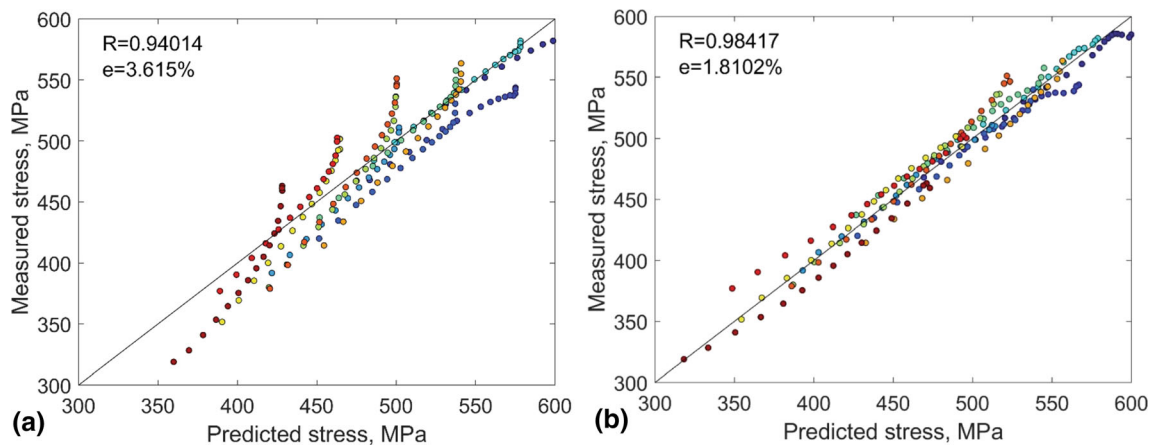 600
550
500
450
400
350
300
Measured stress, MPa
R=0.94014
e=3.615%
300 350 400 450 500 550 600
Predicted stress, MPa
(a)
600
550
500
450
400
350
300
Measured stress, MPa
R=0.98417
e=1.8102%
300 350 400 450 500 550 600
Predicted stress, MPa
(b)